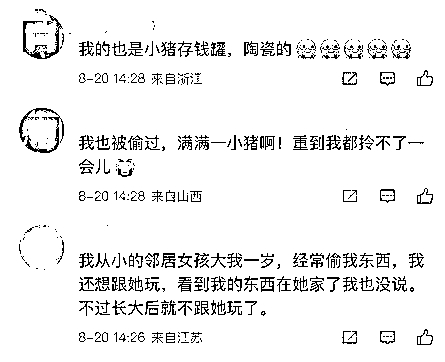 我的也是小猪存钱罐，陶瓷的
8-20 14:28 来自浙江
我也被偷过，满满一小猪啊！重到我都拎不了一
会儿
8-20 14:28 来自山西
我从小的邻居女孩大我一岁，经常偷我东西，我
还想跟她玩，看到我的东西在她家了我也没说。
不过长大后就不跟她玩了。
8-20 14:26 来自江苏